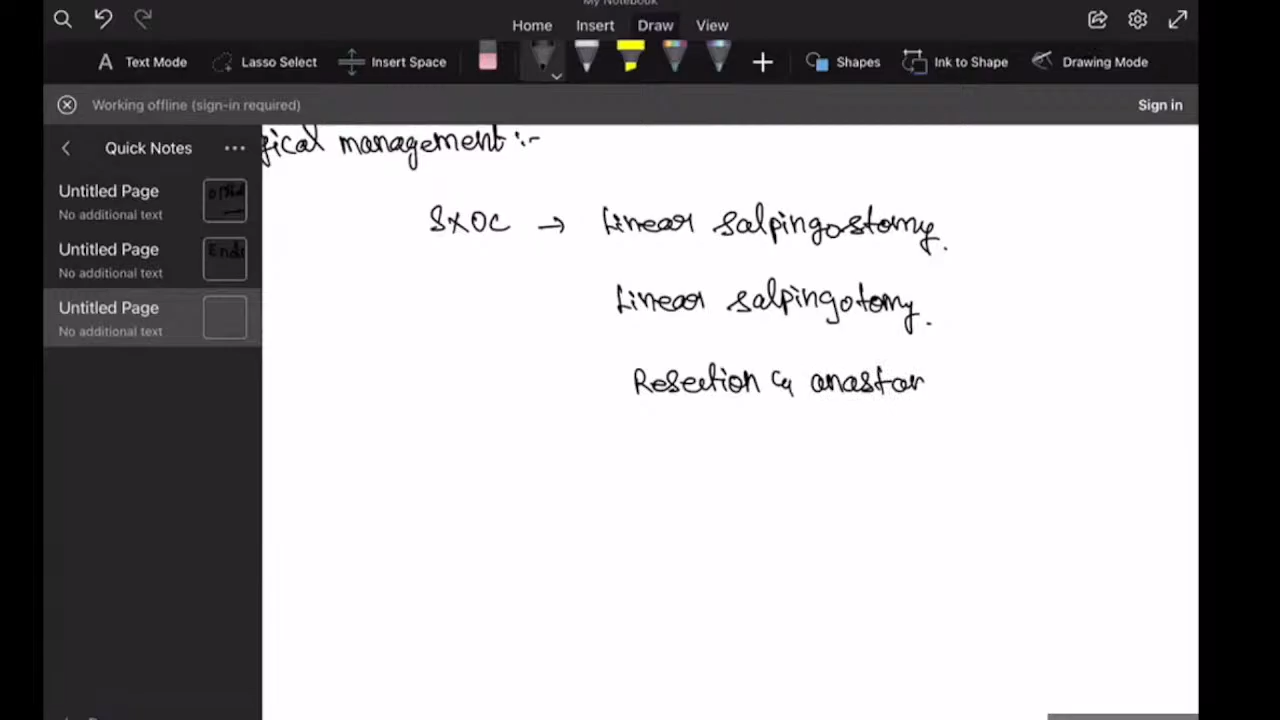 My Notebook
Home Insert Draw View
Text Mode Lasso Select Insert Space Shapes Ink to Shape Drawing Mode
Working offline (sign-in required) Sign in
Quick Notes
Untitled Page
No additional text
Untitled Page
No additional text
Untitled Page
No additional text
gical management :-
SxOC → Linear salpingostomy.
Linear salpingotomy.
Resection & anastom